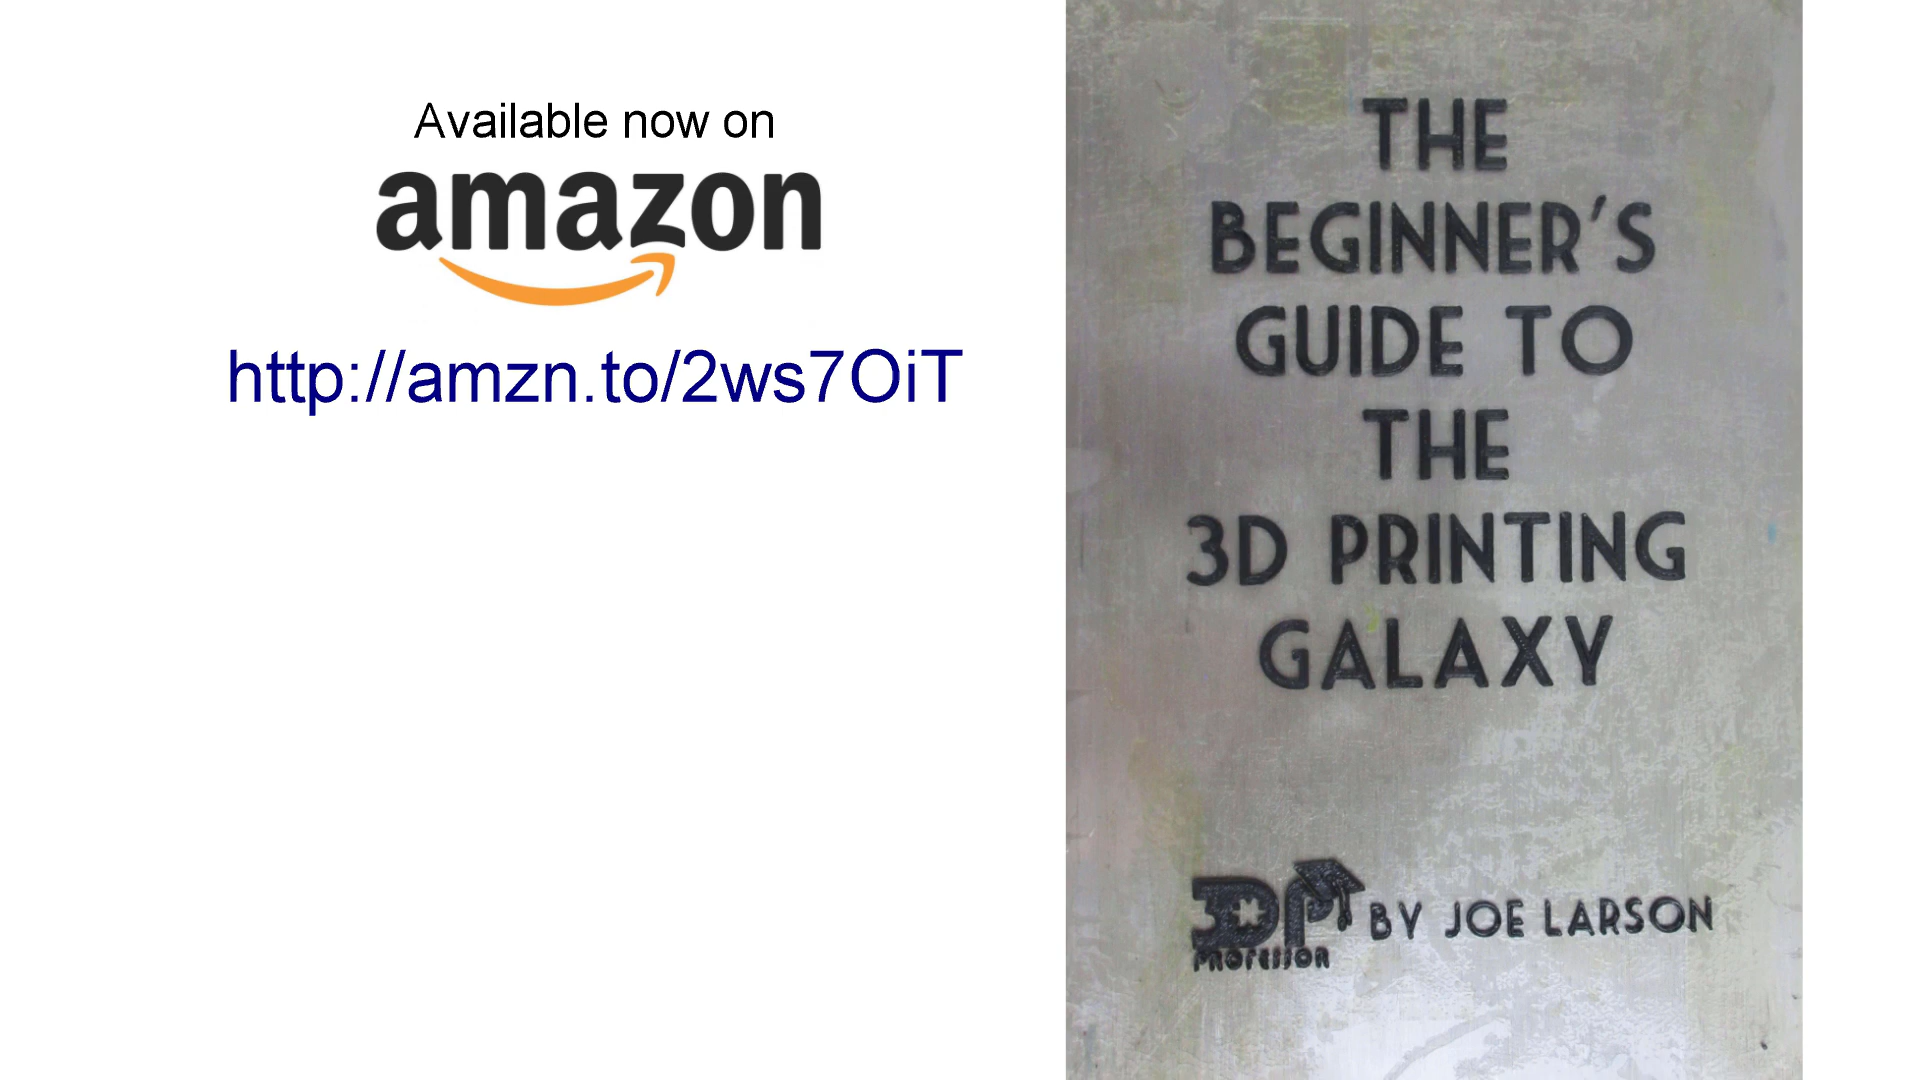 Available now on
amazon
http://amzn.to/2ws7OiT
THE
BEGINNER'S
GUIDE TO
THE
3D PRINTING
GALAXY
3DP
PROFESSOR
BY JOE LARSON